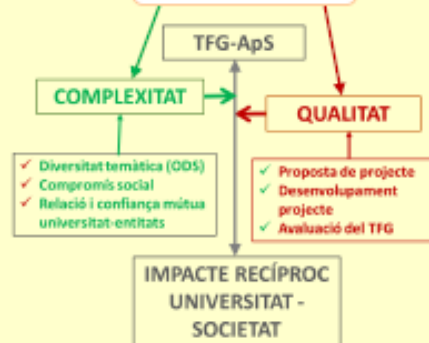 TFG-ApS
COMPLEXITAT
QUALITAT
Diversitat temàtica (ODS)
Compromís social
Relació i confiança mútua
universitat-entitats
Proposta de projecte
Desenvolupament
projecte
Avaluació del TFG
IMPACTE RECÍPROC
UNIVERSITAT -
SOCIETAT